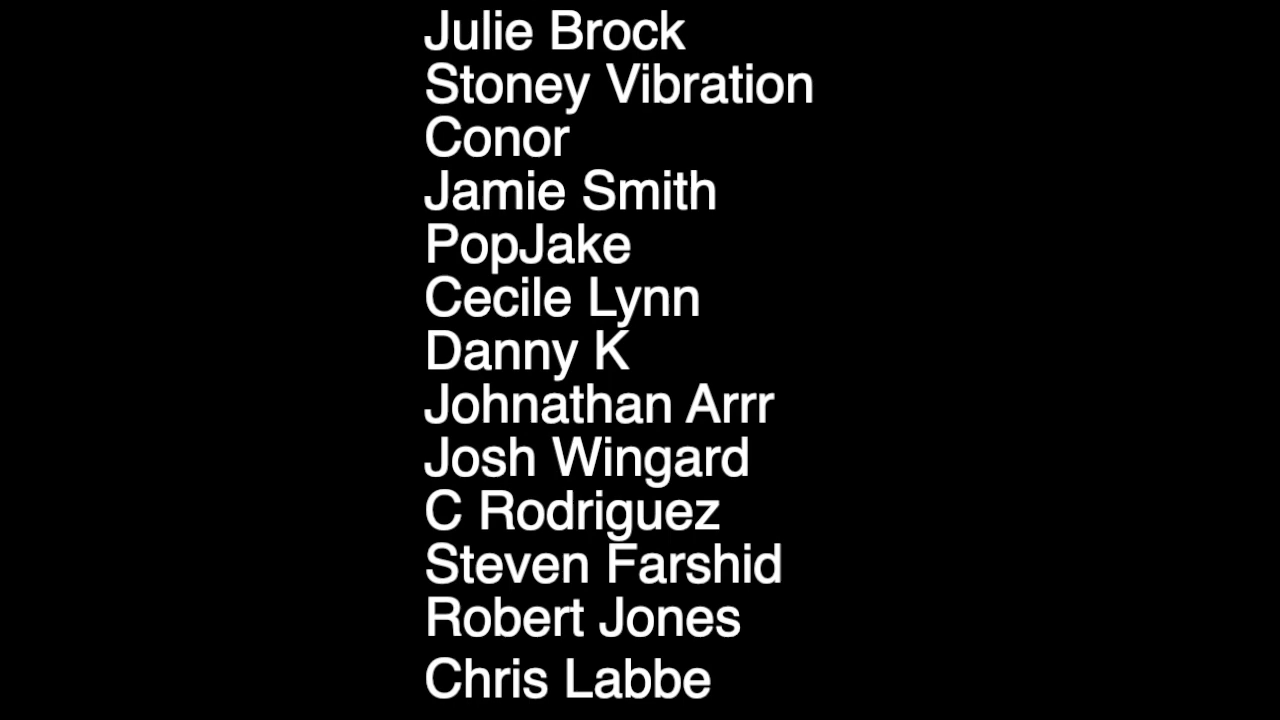 Julie Brock
Stoney Vibration
Conor
Jamie Smith
PopJake
Cecile Lynn
Danny K
Johnathan Arrr
Josh Wingard
C Rodriguez
Steven Farshid
Robert Jones
Chris Labbe